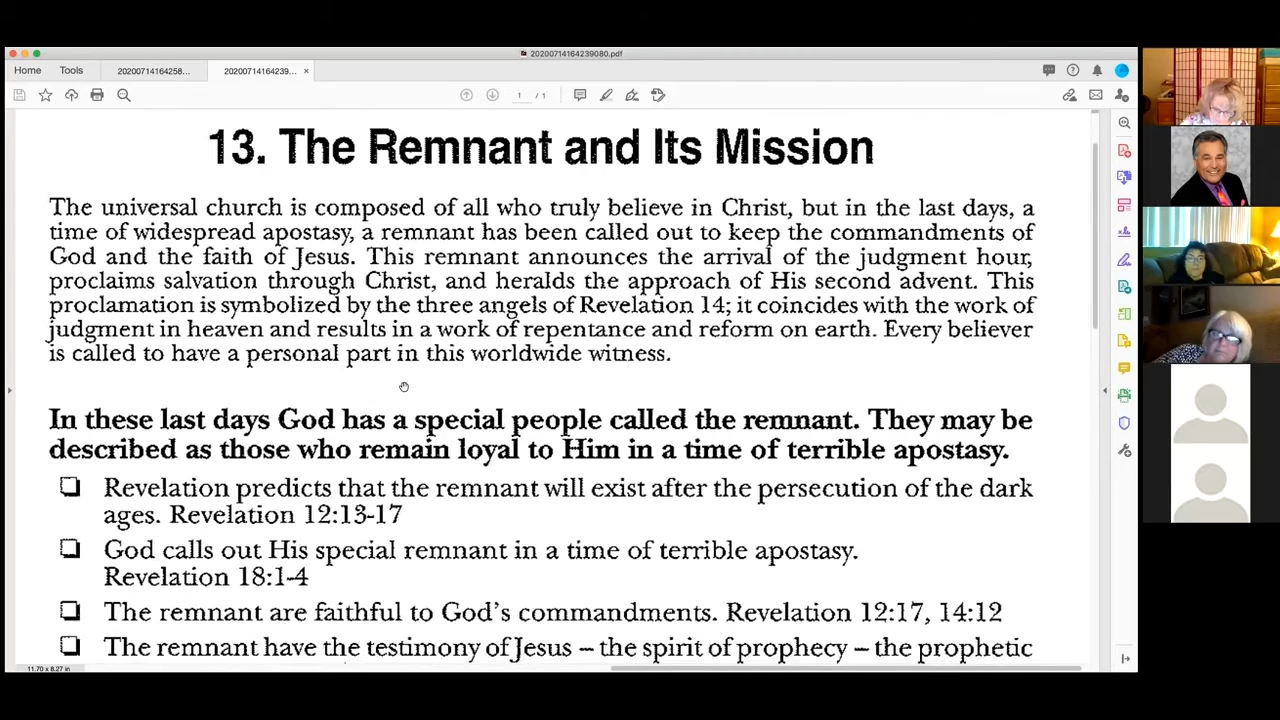 20200714164239080.pdf
Home Tools 20200714164258... 20200714164239... ×
1 / 1
13. The Remnant and Its Mission
The universal church is composed of all who truly believe in Christ, but in the last days, a
time of widespread apostasy, a remnant has been called out to keep the commandments of
God and the faith of Jesus. This remnant announces the arrival of the judgment hour,
proclaims salvation through Christ, and heralds the approach of His second advent. This
proclamation is symbolized by the three angels of Revelation 14; it coincides with the work of
judgment in heaven and results in a work of repentance and reform on earth. Every believer
is called to have a personal part in this worldwide witness.
In these last days God has a special people called the remnant. They may be
described as those who remain loyal to Him in a time of terrible apostasy.
Revelation predicts that the remnant will exist after the persecution of the dark
ages. Revelation 12:13-17
God calls out His special remnant in a time of terrible apostasy.
Revelation 18:1-4
The remnant are faithful to God's commandments. Revelation 12:17, 14:12
The remnant have the testimony of Jesus – the spirit of prophecy – the prophetic
11.70 x 8.27 in